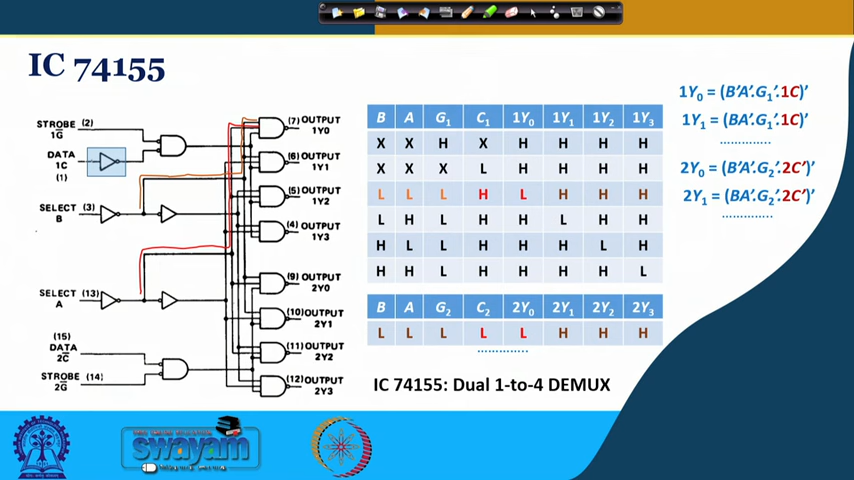 IC 74155
STROBE (2)
1G̅
DATA
1C
(1)
SELECT (3)
B
SELECT (13)
A
(15)
DATA
2C̅
STROBE (14)
2G̅
(7) OUTPUT
1Y0
(6) OUTPUT
1Y1
(5) OUTPUT
1Y2
(4) OUTPUT
1Y3
(9) OUTPUT
2Y0
(10) OUTPUT
2Y1
(11) OUTPUT
2Y2
(12) OUTPUT
2Y3
B A G₁ C₁ 1Y₀ 1Y₁ 1Y₂ 1Y₃
X X H X H H H H
X X X L H H H H
L L L H L H H H
L H L H H L H H
H L L H H H L H
H H L H H H H L
B A G₂ C₂ 2Y₀ 2Y₁ 2Y₂ 2Y₃
L L L L L H H H
..............
IC 74155: Dual 1-to-4 DEMUX
1Y₀ = (B'A'.G₁'.1C)'
1Y₁ = (BA'.G₁'.1C)'
..............
2Y₀ = (B'A'.G₂'.2C')'
2Y₁ = (BA'.G₂'.2C')'
..............
swayam